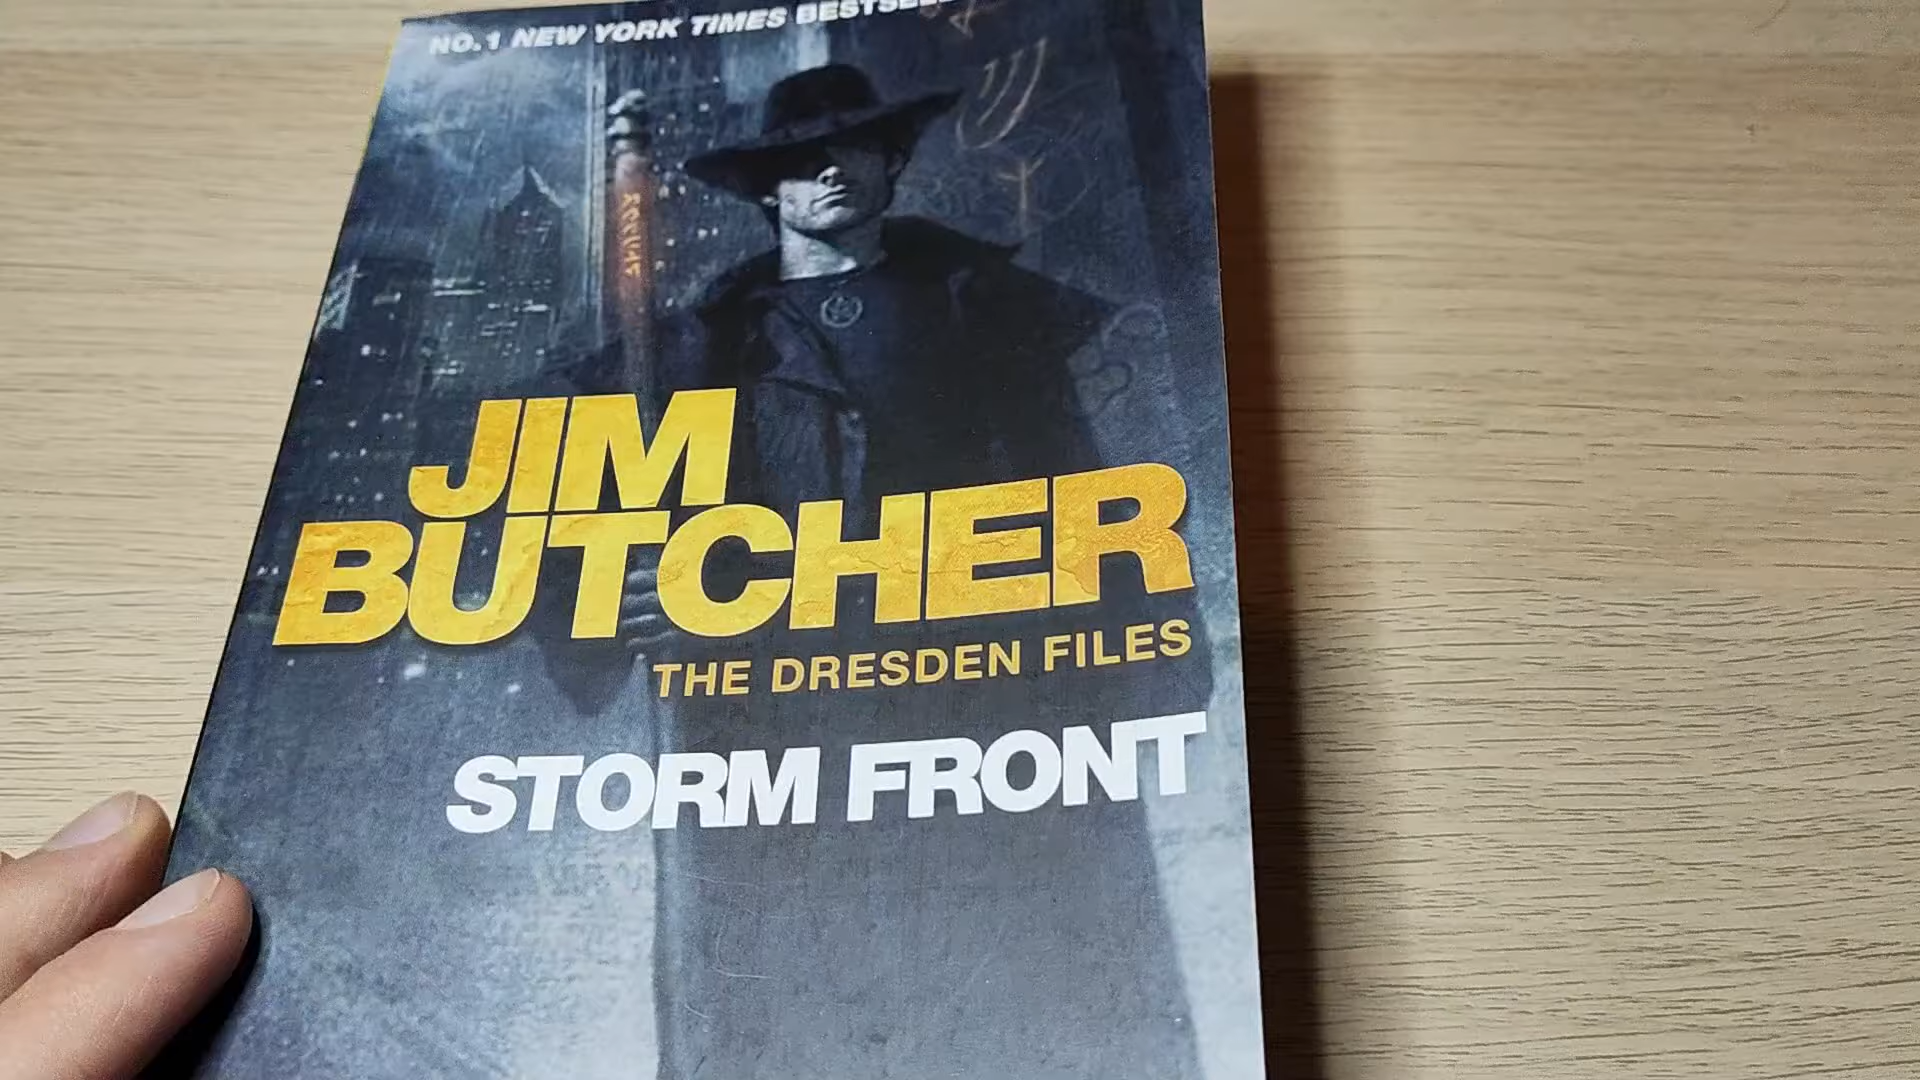 NO. 1 NEW YORK TIMES
JIM
BUTCHER
THE DRESDEN FILES
STORM FRONT